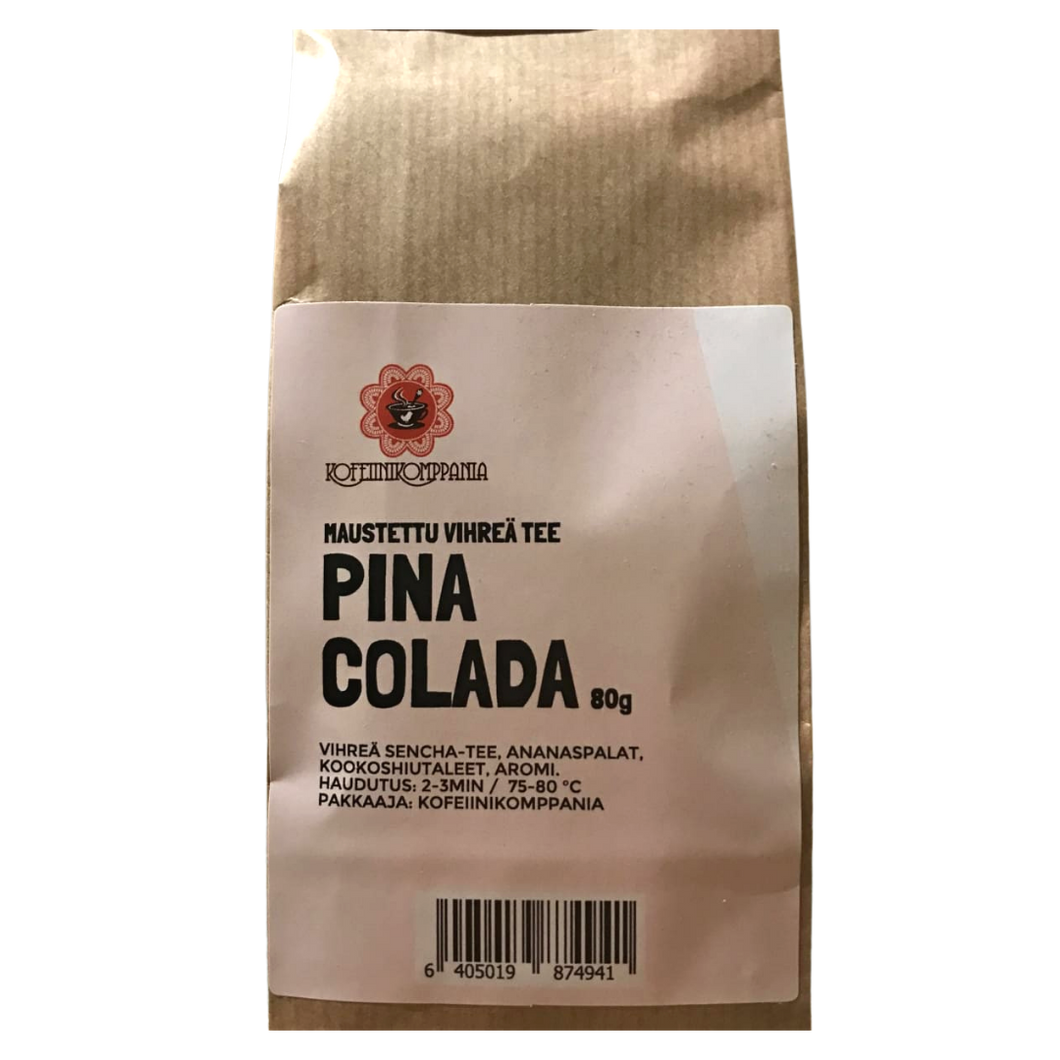 KOFEIINIKOMPPANIA
MAUSTETTU VIHREÄ TEE
PINA
COLADA 80g
VIHREÄ SENCHA-TEE, ANANASPALAT,
KOOKOSHIUTALEET, AROMI.
HAUDUTUS: 2-3MIN / 75-80 °C
PAKKAAJA: KOFEIINIKOMPPANIA
6 405019 874941